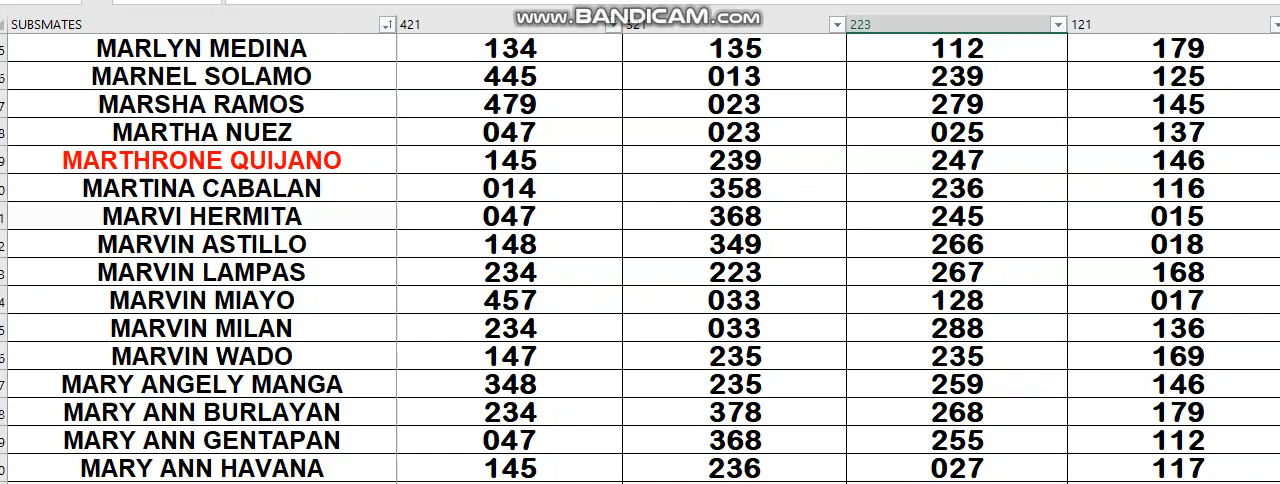 www.BANDICAM.com
SUBSMATES 421 321 223 121
MARLYN MEDINA 134 135 112 179
MARNEL SOLAMO 445 013 239 125
MARSHA RAMOS 479 023 279 145
MARTHA NUEZ 047 023 025 137
MARTHRONE QUIJANO 145 239 247 146
MARTINA CABALAN 014 358 236 116
MARVI HERMITA 047 368 245 015
MARVIN ASTILLO 148 349 266 018
MARVIN LAMPAS 234 223 267 168
MARVIN MIAYO 457 033 128 017
MARVIN MILAN 234 033 288 136
MARVIN WADO 147 235 235 169
MARY ANGELY MANGA 348 235 259 146
MARY ANN BURLAYAN 234 378 268 179
MARY ANN GENTAPAN 047 368 255 112
MARY ANN HAVANA 145 236 027 117